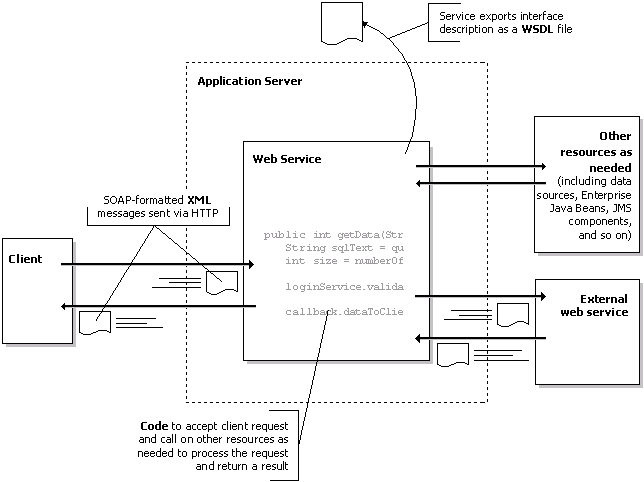 Service exports interface
description as a WSDL file
Application Server
Web Service
Other
resources as
needed
(including data
sources, Enterprise
Java Beans, JMS
components,
and so on)
SOAP-formatted XML
messages sent via HTTP
public int getData(Str
String sqlText = qu
int size = numberOf
loginService.valida
callback.dataToClie
Client
External
web service
Code to accept client request
and call on other resources as
needed to process the request
and return a result